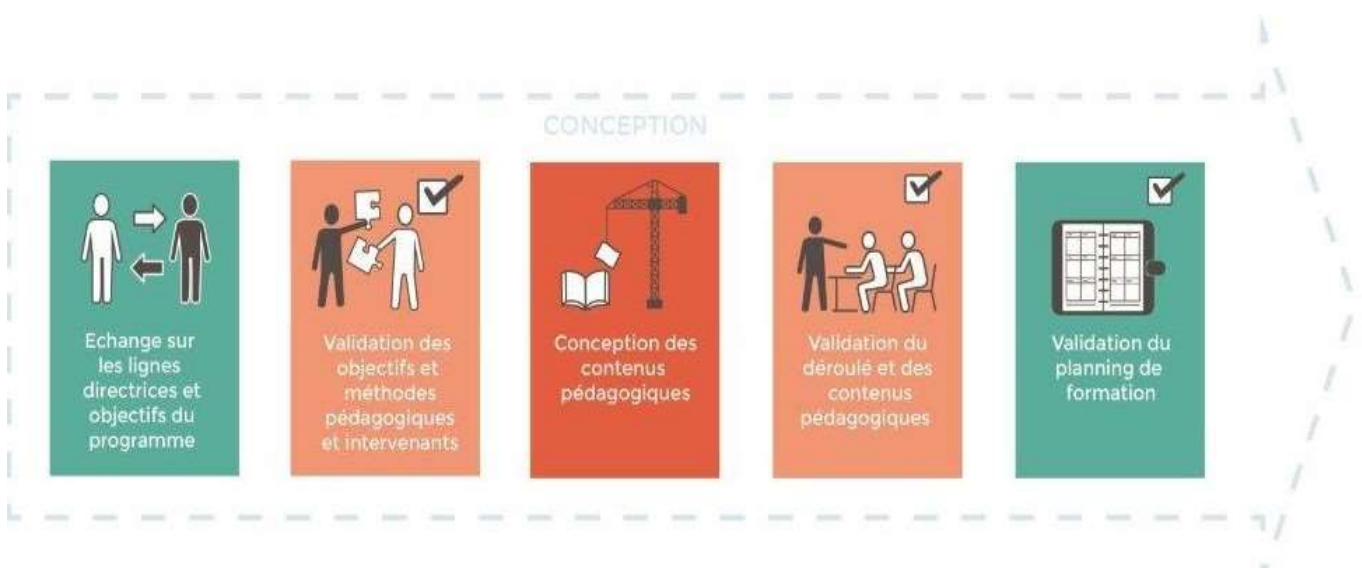 CONCEPTION
Echange sur
les lignes
directrices et
objectifs du
programme
Validation des
objectifs et
méthodes
pédagogiques
et intervenants
Conception des
contenus
pédagogiques
Validation du
déroulé et des
contenus
pédagogiques
Validation du
planning de
formation